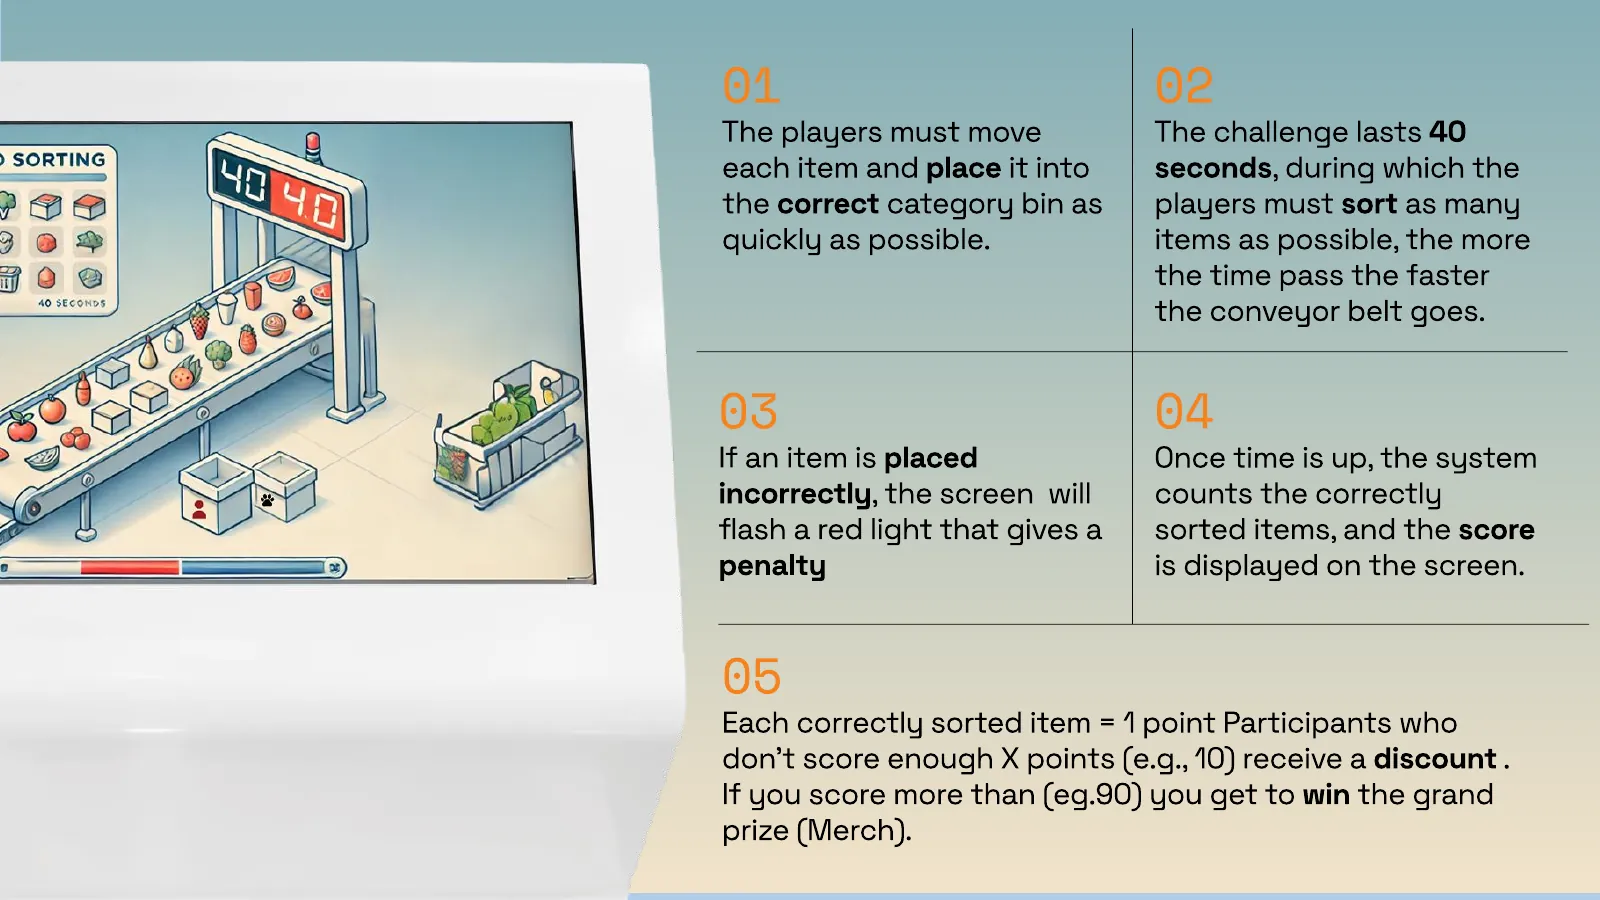 SORTING
40 SECONDS
40 40
01
The players must move
each item and place it into
the correct category bin as
quickly as possible.
02
The challenge lasts 40
seconds, during which the
players must sort as many
items as possible, the more
the time pass the faster
the conveyor belt goes.
03
If an item is placed
incorrectly, the screen will
flash a red light that gives a
penalty
04
Once time is up, the system
counts the correctly
sorted items, and the score
is displayed on the screen.
05
Each correctly sorted item = 1 point Participants who
don't score enough X points (e.g., 10) receive a discount .
If you score more than (eg.90) you get to win the grand
prize (Merch).